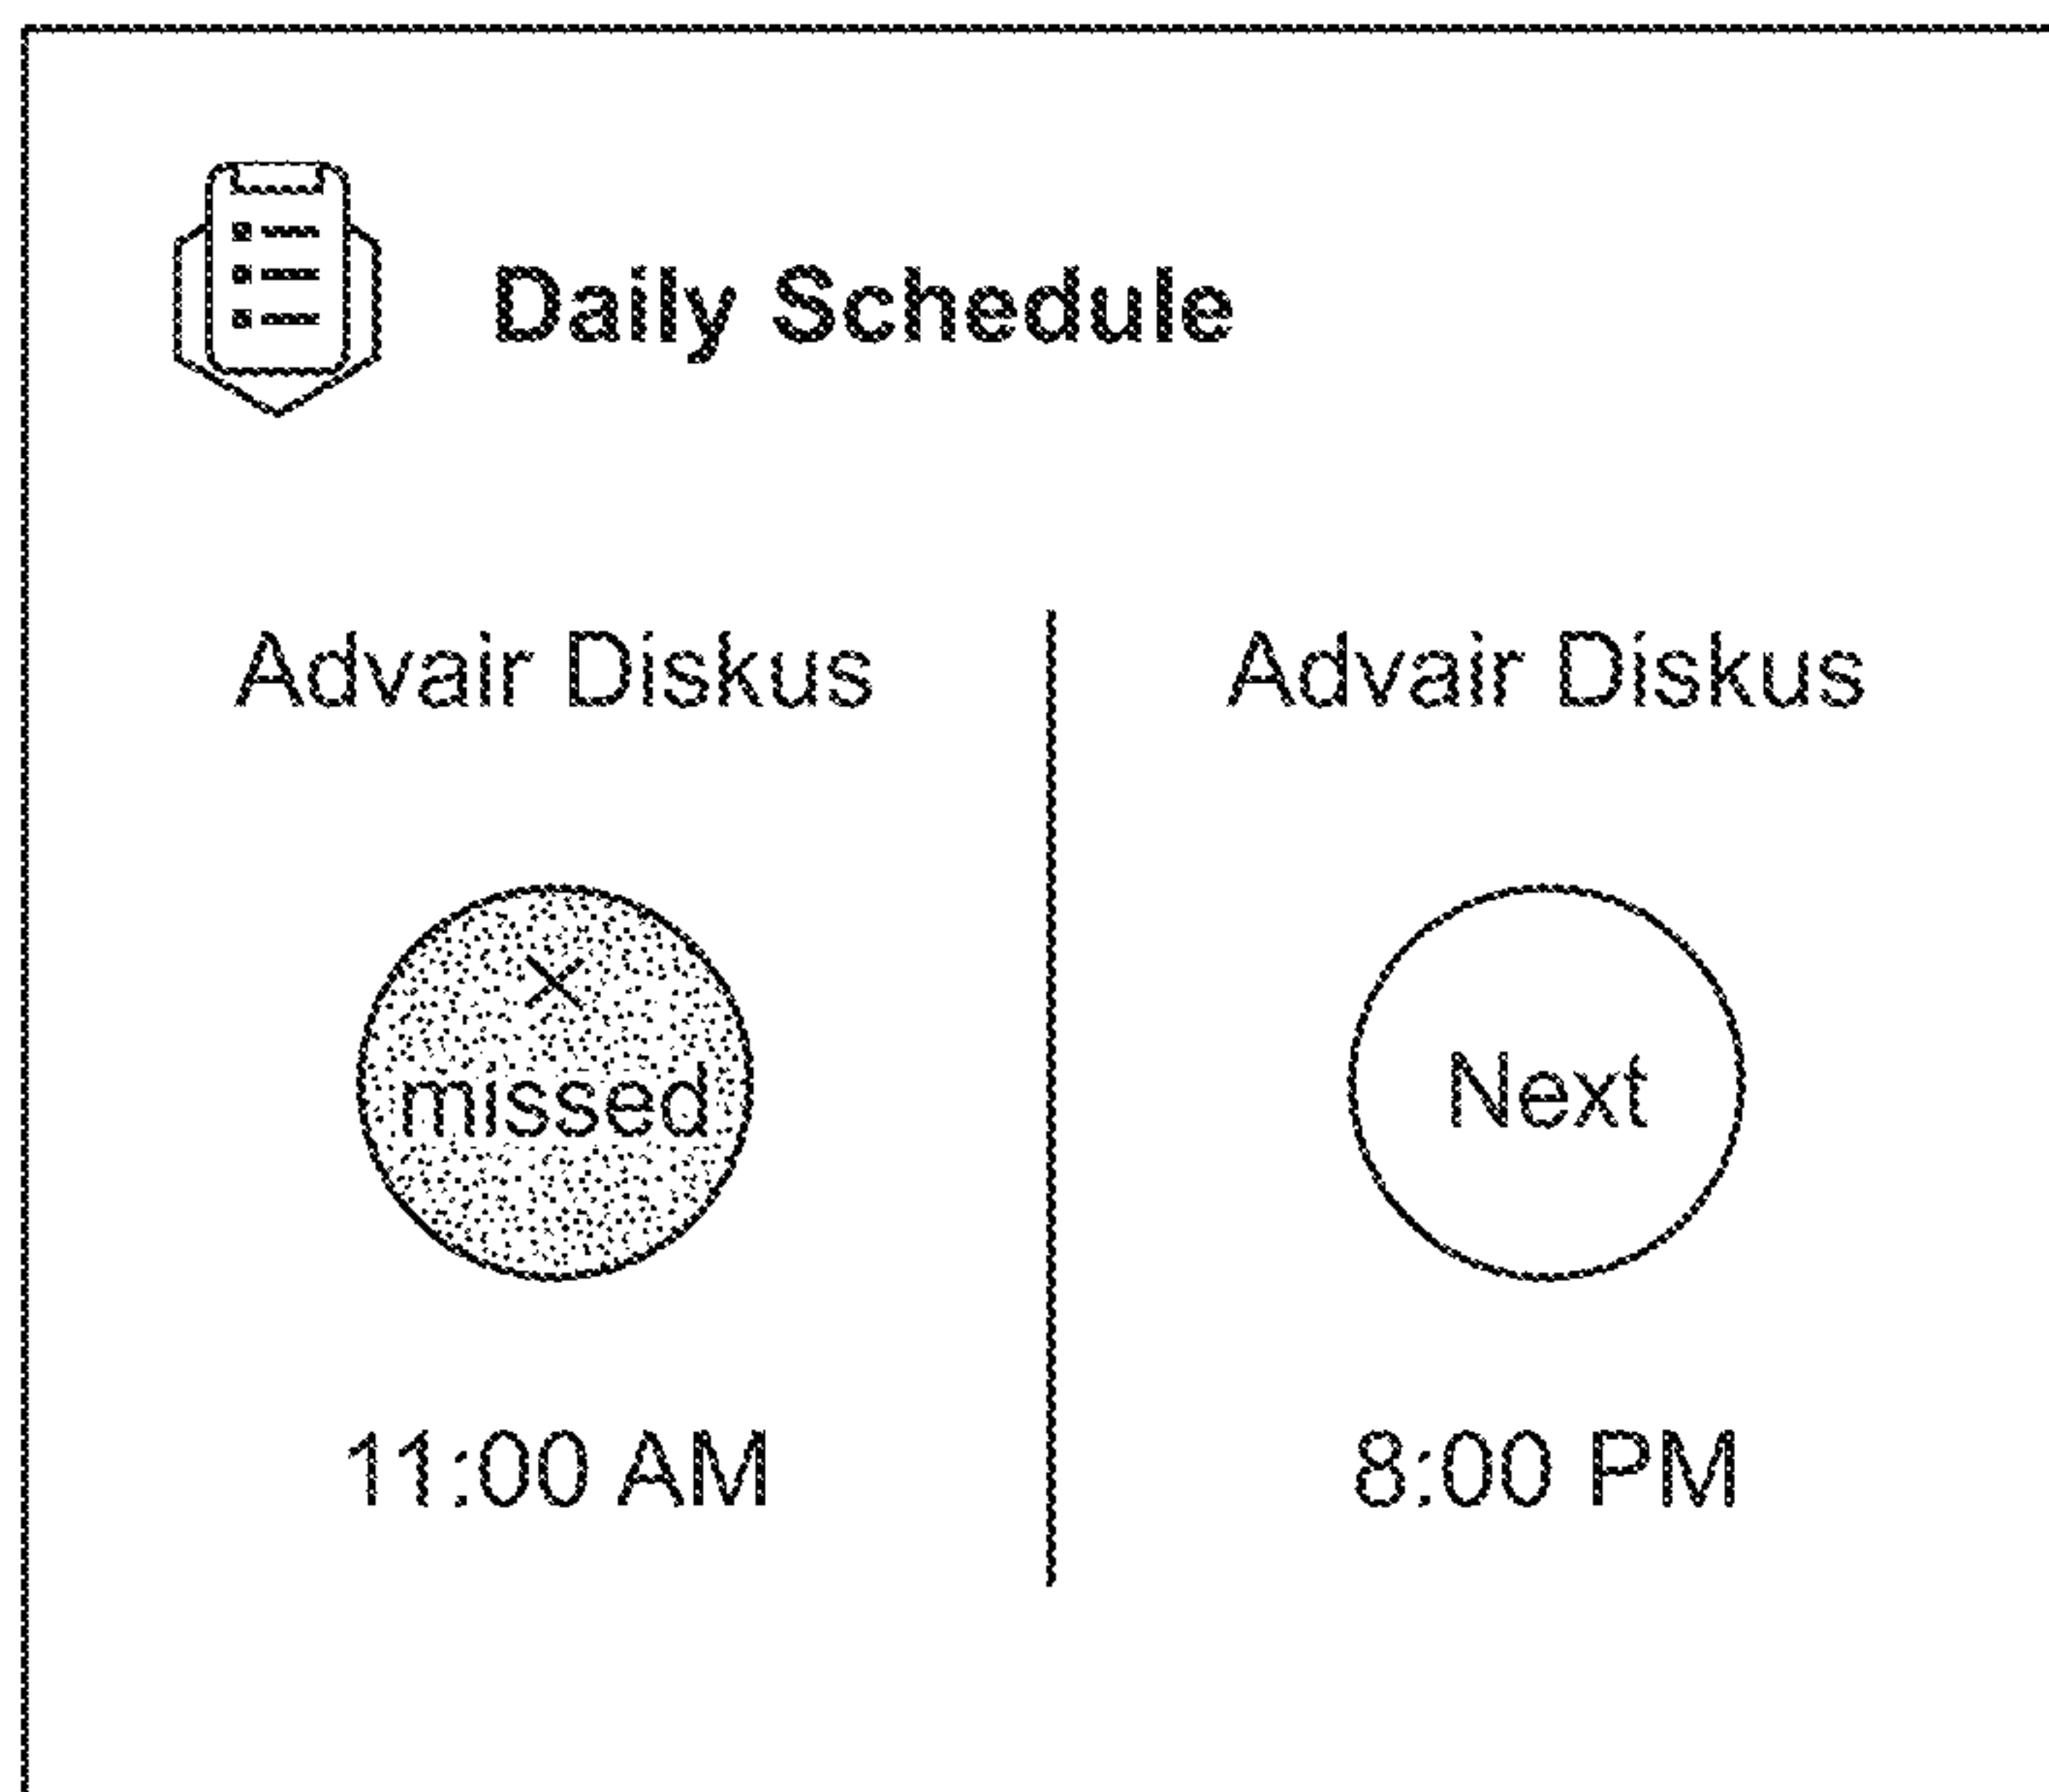 Daily Schedule
Advair Diskus
missed
11:00 AM
Advair Diskus
Next
8:00 PM